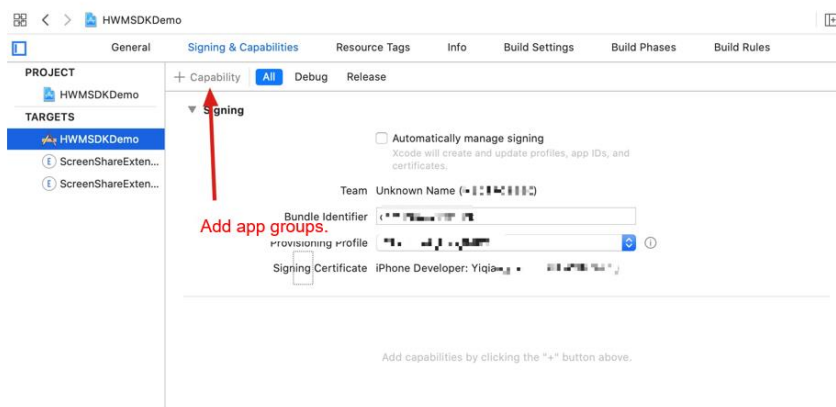 HWMSDKDemo
General Signing & Capabilities Resource Tags Info Build Settings Build Phases Build Rules
PROJECT
HWMSDKDemo
TARGETS
HWMSDKDemo
E ScreenShareExten...
E ScreenShareExten...
+ Capability All Debug Release
Signing
Automatically manage signing
Xcode will create and update profiles, app IDs, and
certificates.
Team Unknown Name (
Bundle Identifier
Add app groups.
Provisioning Profile
Signing Certificate iPhone Developer: Yiqia
Add capabilities by clicking the "+" button above.